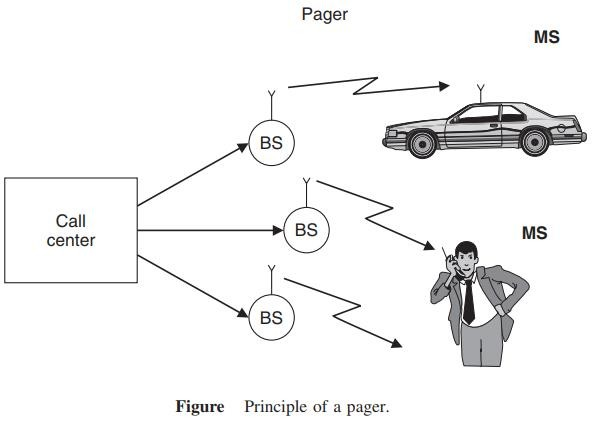 Pager
MS
BS
BS
Call
center
MS
BS
Figure Principle of a pager.